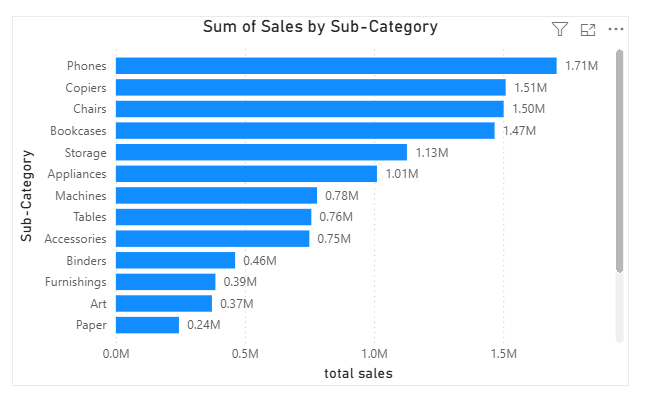 Sum of Sales by Sub-Category
Sub-Category
Phones 1.71M
Copiers 1.51M
Chairs 1.50M
Bookcases 1.47M
Storage 1.13M
Appliances 1.01M
Machines 0.78M
Tables 0.76M
Accessories 0.75M
Binders 0.46M
Furnishings 0.39M
Art 0.37M
Paper 0.24M
0.0M 0.5M 1.0M 1.5M
total sales